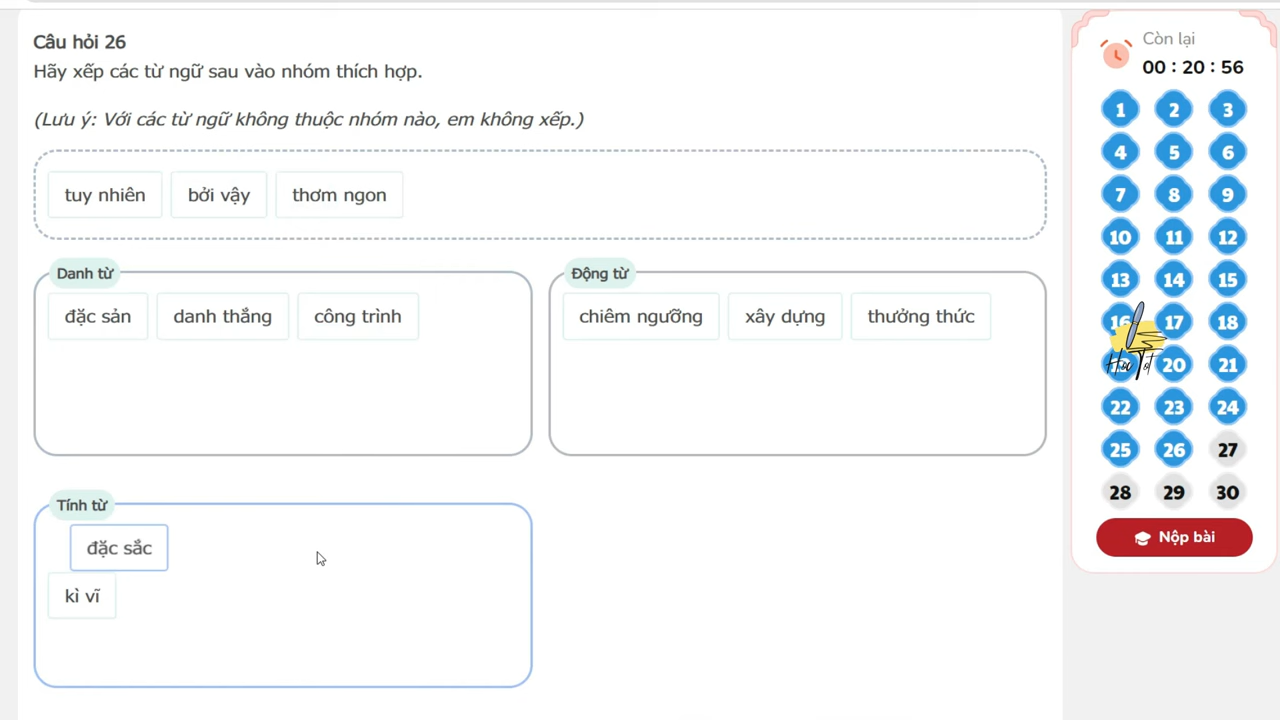 Câu hỏi 26
Hãy xếp các từ ngữ sau vào nhóm thích hợp.
(Lưu ý: Với các từ ngữ không thuộc nhóm nào, em không xếp.)
tuy nhiên bởi vậy thơm ngon
Danh từ
đặc sản danh thắng công trình
Động từ
chiêm ngưỡng xây dựng thưởng thức
Tính từ
đặc sắc
kì vĩ
Còn lại
00 : 20 : 56
1 2 3
4 5 6
7 8 9
10 11 12
13 14 15
16 17 18
20 21
22 23 24
25 26 27
28 29 30
Nộp bài